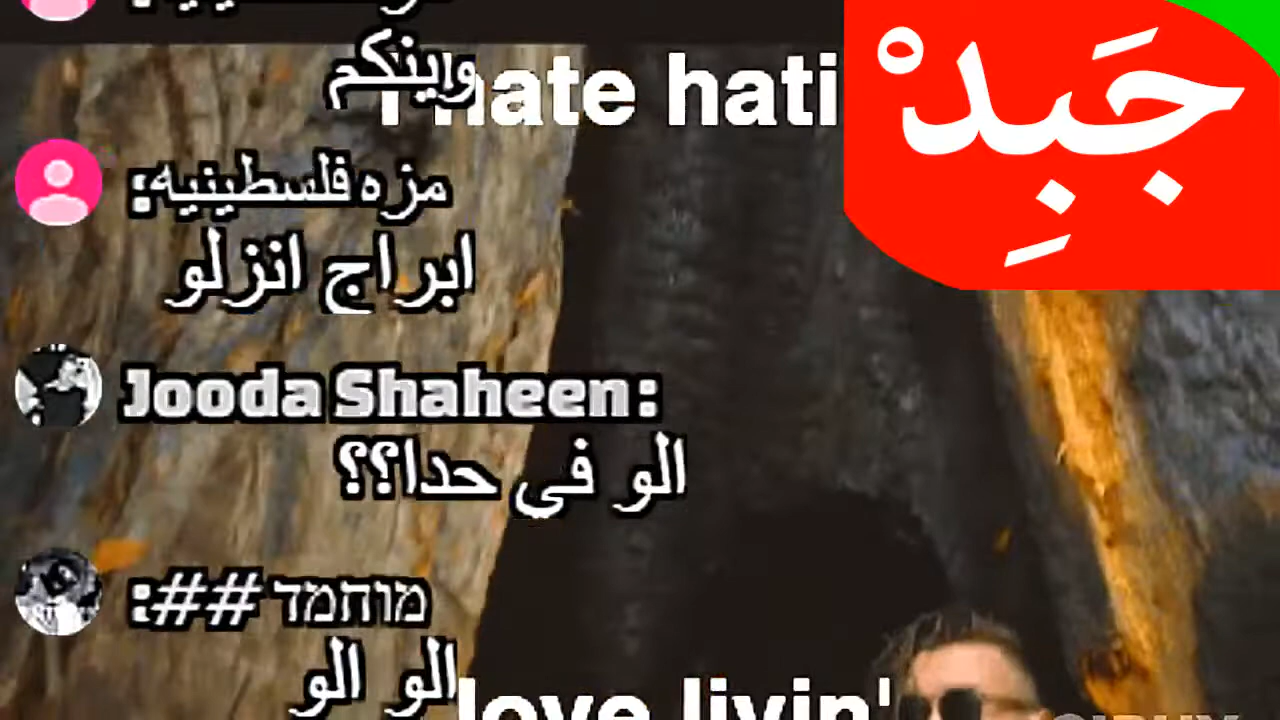 وينكم
hate hati
جَبِدْ
مزه فلسطينيه:
ابراج انزلو
Jooda Shaheen:
الو في حدا؟؟
מוחמד ##:
الو الو
love livin'